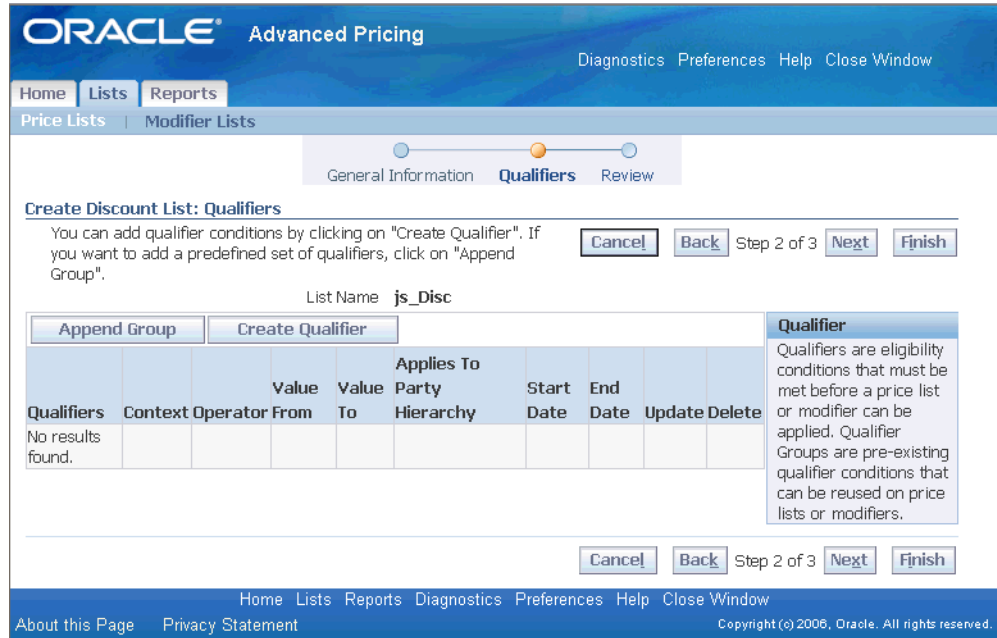 ORACLE® Advanced Pricing
Diagnostics Preferences Help Close Window
Home Lists Reports
Price Lists | Modifier Lists
General Information Qualifiers Review
Create Discount List: Qualifiers
You can add qualifier conditions by clicking on "Create Qualifier". If
you want to add a predefined set of qualifiers, click on "Append
Group".
Cancel Back Step 2 of 3 Next Finish
List Name js_Disc
Append Group Create Qualifier
Qualifiers Context Operator Value From Value To Applies To Party Hierarchy Start Date End Date Update Delete
No results
found.
Qualifier
Qualifiers are eligibility
conditions that must be
met before a price list
or modifier can be
applied. Qualifier
Groups are pre-existing
qualifier conditions that
can be reused on price
lists or modifiers.
Cancel Back Step 2 of 3 Next Finish
Home Lists Reports Diagnostics Preferences Help Close Window
About this Page Privacy Statement Copyright (c) 2006, Oracle. All rights reserved.